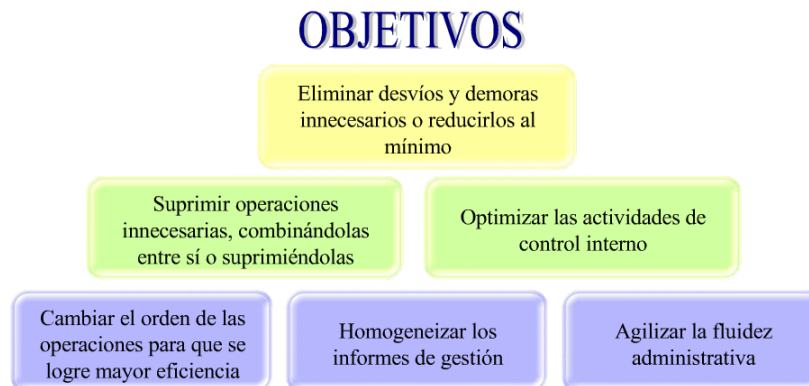 OBJETIVOS
Eliminar desvíos y demoras
innecesarios o reducirlos al
mínimo
Suprimir operaciones
innecesarias, combinándolas
entre sí o suprimiéndolas
Optimizar las actividades de
control interno
Cambiar el orden de las
operaciones para que se
logre mayor eficiencia
Homogeneizar los
informes de gestión
Agilizar la fluidez
administrativa